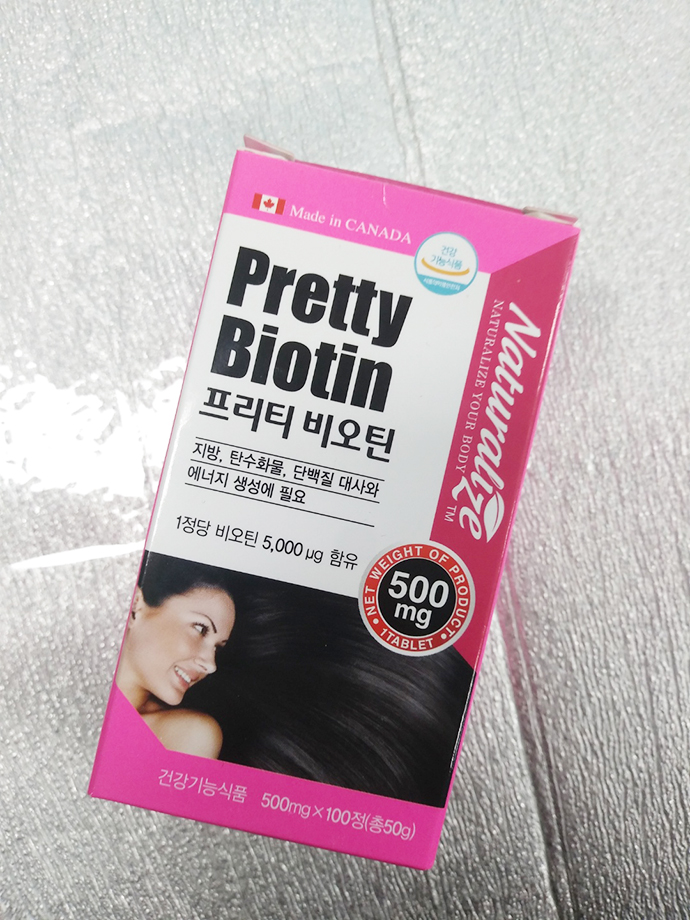 Made in CANADA
건강
기능식품
Pretty
Biotin
프리티 비오틴
지방, 탄수화물, 단백질 대사와
에너지 생성에 필요
1정당 비오틴 5,000 μg 함유
Naturalize
NATURALIZE YOUR BODY TM
NET WEIGHT OF PRODUCT
500
mg
1TABLET
건강기능식품 500mg×100정(총50g)